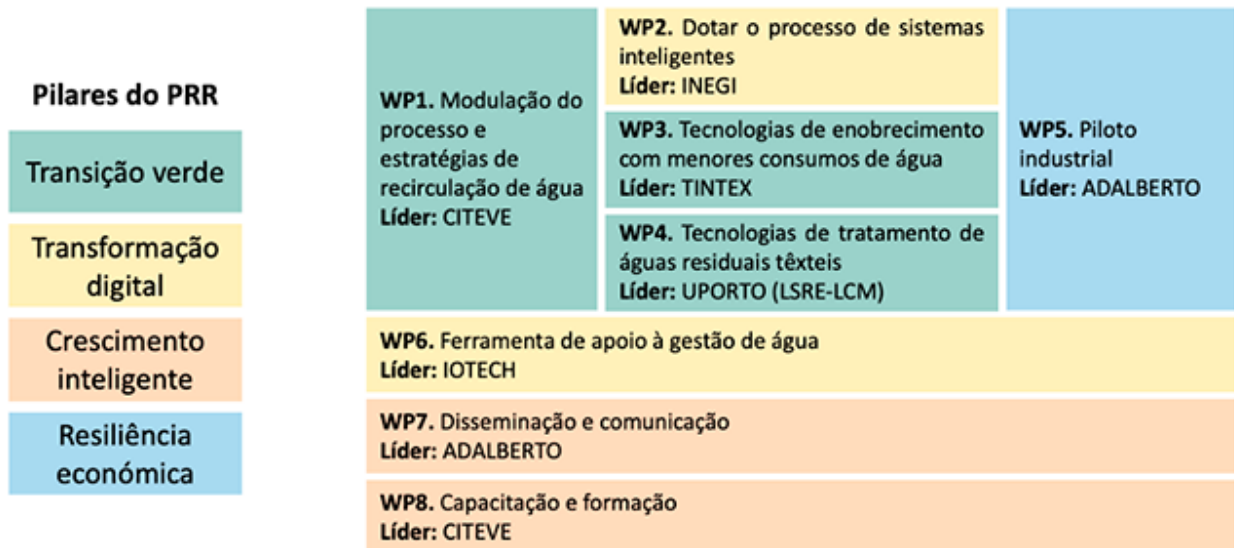 Pilares do PRR
Transição verde
Transformação
digital
Crescimento
inteligente
Resiliência
económica
WP1. Modulação do
processo e
estratégias de
recirculação de água
Líder: CITEVE
WP2. Dotar o processo de sistemas
inteligentes
Líder: INEGI
WP3. Tecnologias de enobrecimento
com menores consumos de água
Líder: TINTEX
WP4. Tecnologias de tratamento de
águas residuais têxteis
Líder: UPORTO (LSRE-LCM)
WP5. Piloto
industrial
Líder: ADALBERTO
WP6. Ferramenta de apoio à gestão de água
Líder: IOTECH
WP7. Disseminação e comunicação
Líder: ADALBERTO
WP8. Capacitação e formação
Líder: CITEVE